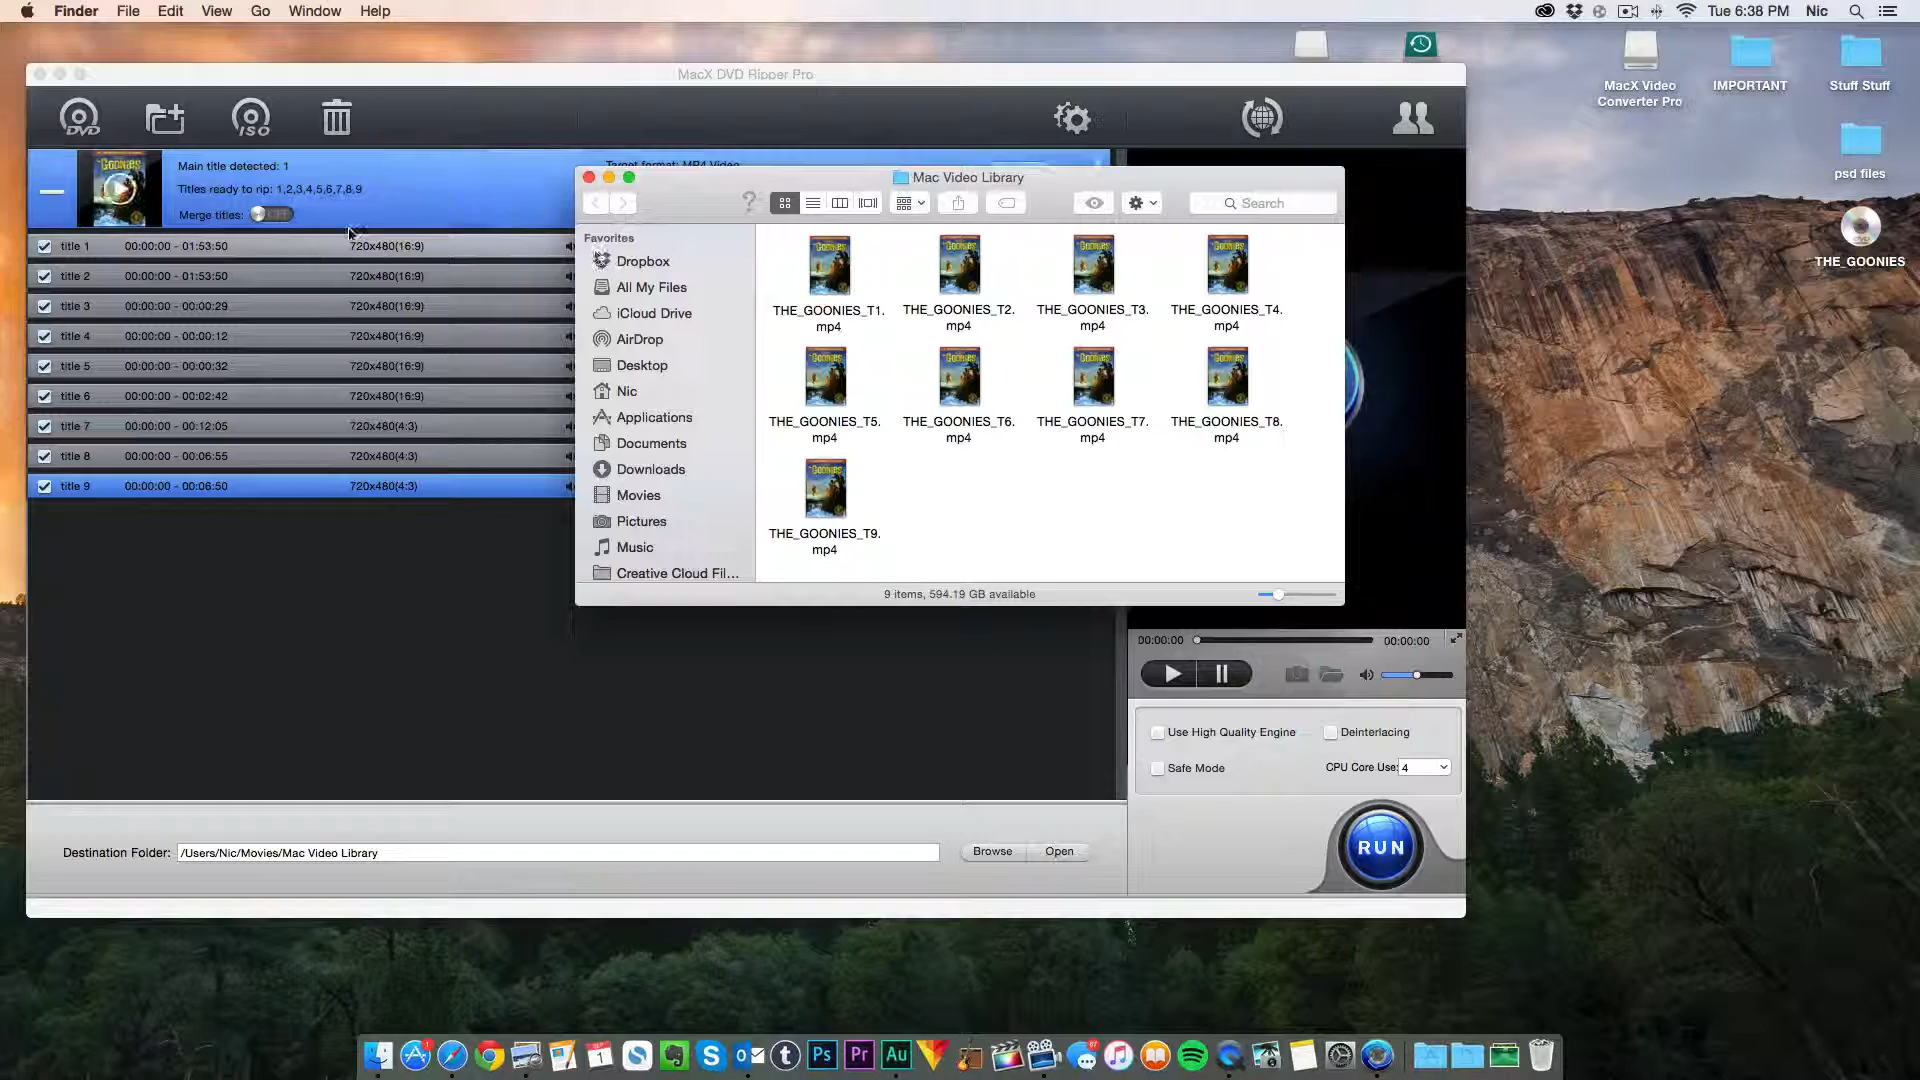 Finder File Edit View Go Window Help
Tue 6:38 PM Nic
MacX DVD Ripper Pro
DVD
ISO
Main title detected: 1
Titles ready to rip: 1,2,3,4,5,6,7,8,9
Merge titles: OFF
Target format: MP4 Video
title 1 00:00:00 - 01:53:50 720x480(16:9)
title 2 00:00:00 - 01:53:50 720x480(16:9)
title 3 00:00:00 - 00:00:29 720x480(16:9)
title 4 00:00:00 - 00:00:12 720x480(16:9)
title 5 00:00:00 - 00:00:32 720x480(16:9)
title 6 00:00:00 - 00:02:42 720x480(16:9)
title 7 00:00:00 - 00:12:05 720x480(4:3)
title 8 00:00:00 - 00:06:55 720x480(4:3)
title 9 00:00:00 - 00:06:50 720x480(4:3)
Mac Video Library
Search
Favorites
Dropbox
All My Files
iCloud Drive
AirDrop
Desktop
Nic
Applications
Documents
Downloads
Movies
Pictures
Music
Creative Cloud Fil...
THE_GOONIES_T1.
mp4
THE_GOONIES_T2.
mp4
THE_GOONIES_T3.
mp4
THE_GOONIES_T4.
mp4
THE_GOONIES_T5.
mp4
THE_GOONIES_T6.
mp4
THE_GOONIES_T7.
mp4
THE_GOONIES_T8.
mp4
THE_GOONIES_T9.
mp4
9 items, 594.19 GB available
00:00:00 00:00:00
Use High Quality Engine Deinterlacing
Safe Mode CPU Core Use: 4
RUN
Destination Folder: /Users/Nic/Movies/Mac Video Library Browse Open
MacX Video
Converter Pro
IMPORTANT
Stuff Stuff
psd files
THE_GOONIES
Ps Pr Au